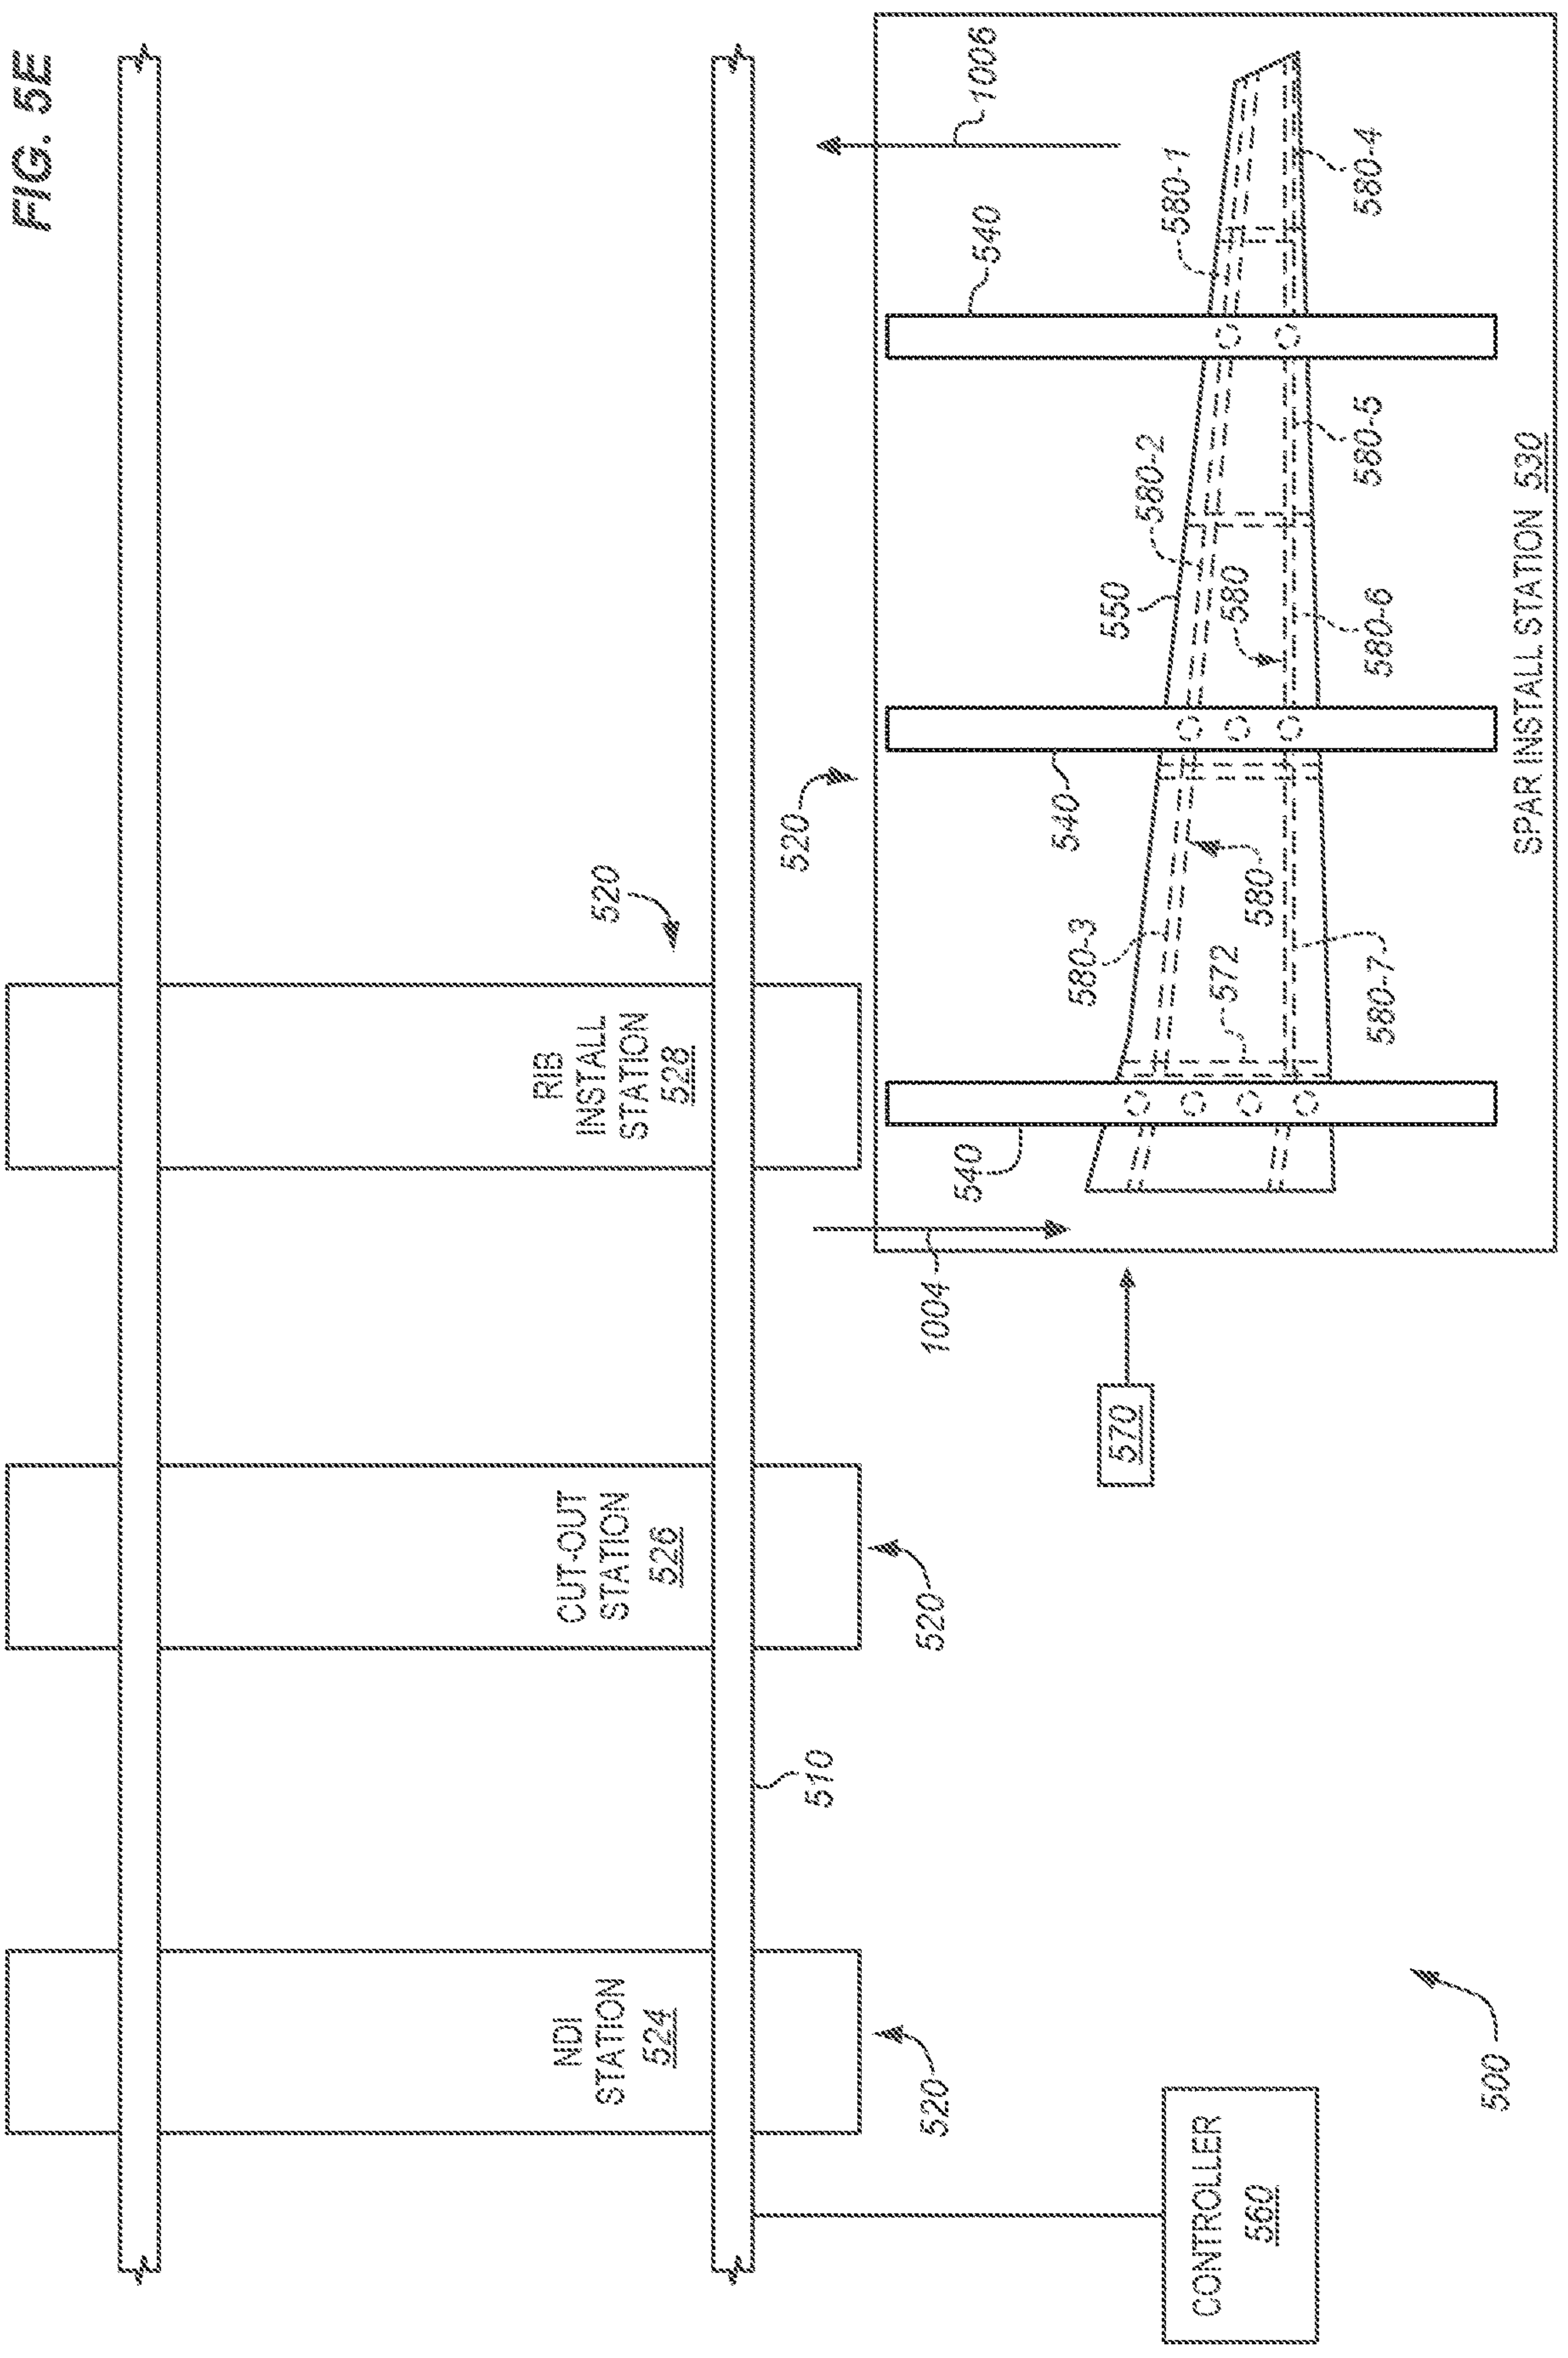 FIG. 5E
NDI
STATION
524
CUT-OUT
STATION
526
RIB
INSTALL
STATION
528
520
510
520
520
520
CONTROLLER
560
500
570
1004
1006
540
540
540
550
580-1
580-2
580-3
580
580
572
580-4
580-5
580-6
580-7
SPAR INSTALL STATION 530